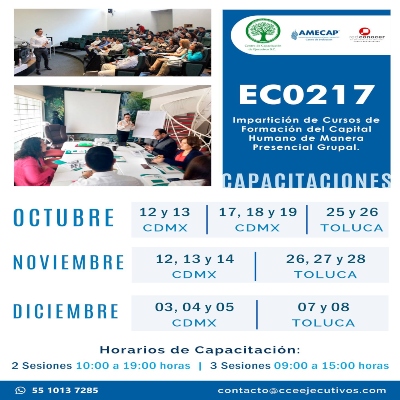 AMECAP
conocer
EC0217
Impartición de Cursos de
Formación del Capital
Humano de Manera
Presencial Grupal.
CAPACITACIONES
OCTUBRE
12 y 13
CDMX
17, 18 y 19
CDMX
25 y 26
TOLUCA
NOVIEMBRE
12, 13 y 14
CDMX
26, 27 y 28
TOLUCA
DICIEMBRE
03, 04 y 05
CDMX
07 y 08
TOLUCA
Horarios de Capacitación:
2 Sesiones 10:00 a 19:00 horas | 3 Sesiones 09:00 a 15:00 horas
55 1013 7285
contacto@cceejecutivos.com